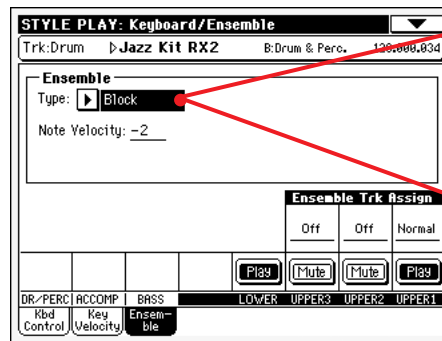 STYLE PLAY: Keyboard/Ensemble
Trk:Drum Jazz Kit RX2 B:Drum & Perc.
Ensemble
Type: Block
Note Velocity: -2
Ensemble Trk Assign
Off Off Normal
Play Mute Mute Play
DR/PERC ACCOMP BASS LOWER UPPER3 UPPER2 UPPER1
Kbd Key Ensem-
Control Velocity ble